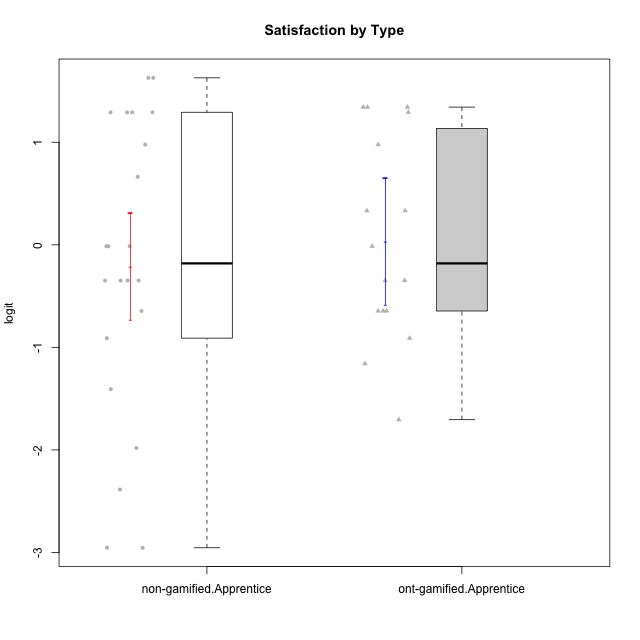 Satisfaction by Type
logit
1
0
-1
-2
-3
non-gamified.Apprentice
ont-gamified.Apprentice